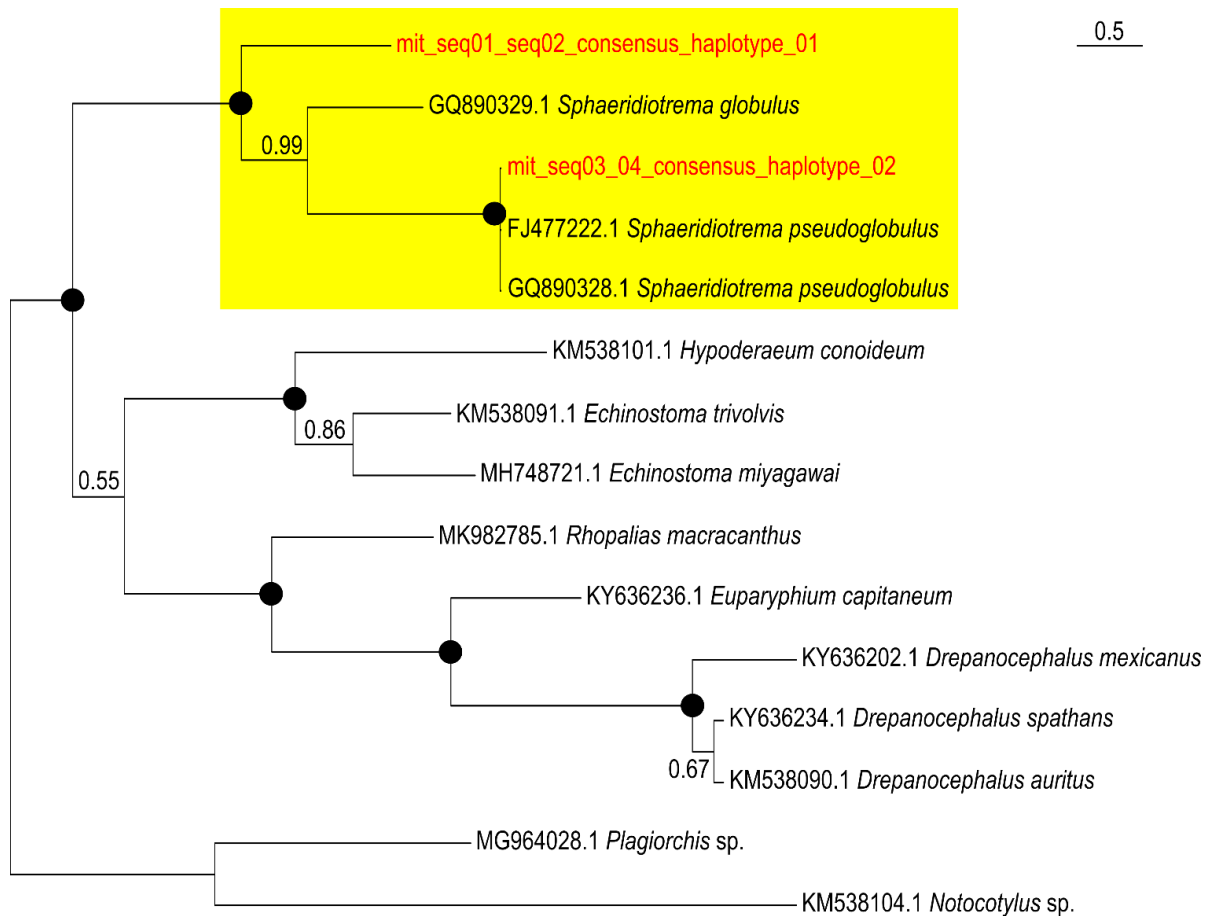 mit_seq01_seq02_consensus_haplotype_01
0.5
GQ890329.1 Sphaeridiotrema globulus
0.99
mit_seq03_04_consensus_haplotype_02
FJ477222.1 Sphaeridiotrema pseudoglobulus
GQ890328.1 Sphaeridiotrema pseudoglobulus
KM538101.1 Hypoderaeum conoideum
KM538091.1 Echinostoma trivolvis
0.86
MH748721.1 Echinostoma miyagawai
0.55
MK982785.1 Rhopalias macracanthus
KY636236.1 Euparyphium capitaneum
KY636202.1 Drepanocephalus mexicanus
KY636234.1 Drepanocephalus spathans
0.67
KM538090.1 Drepanocephalus auritus
MG964028.1 Plagiorchis sp.
KM538104.1 Notocotylus sp.